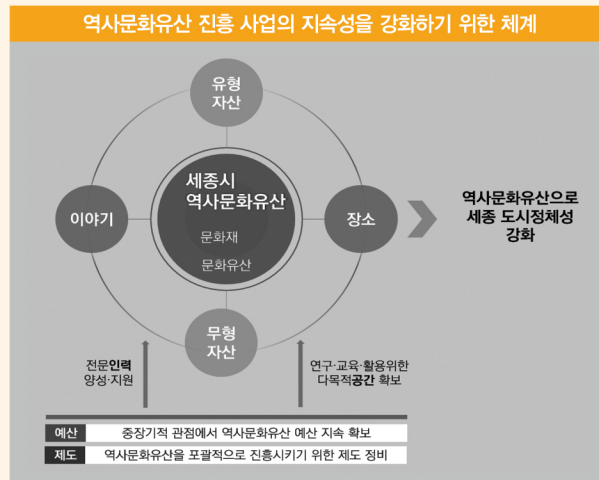 역사문화유산 진흥 사업의 지속성을 강화하기 위한 체계
유형
자산
세종시
역사문화유산
문화재
문화유산
이야기
장소
역사문화유산으로
세종 도시정체성
강화
무형
자산
전문인력
양성·지원
연구·교육·활용위한
다목적공간 확보
예산 중장기적 관점에서 역사문화유산 예산 지속 확보
제도 역사문화유산을 포괄적으로 진흥시키기 위한 제도 정비